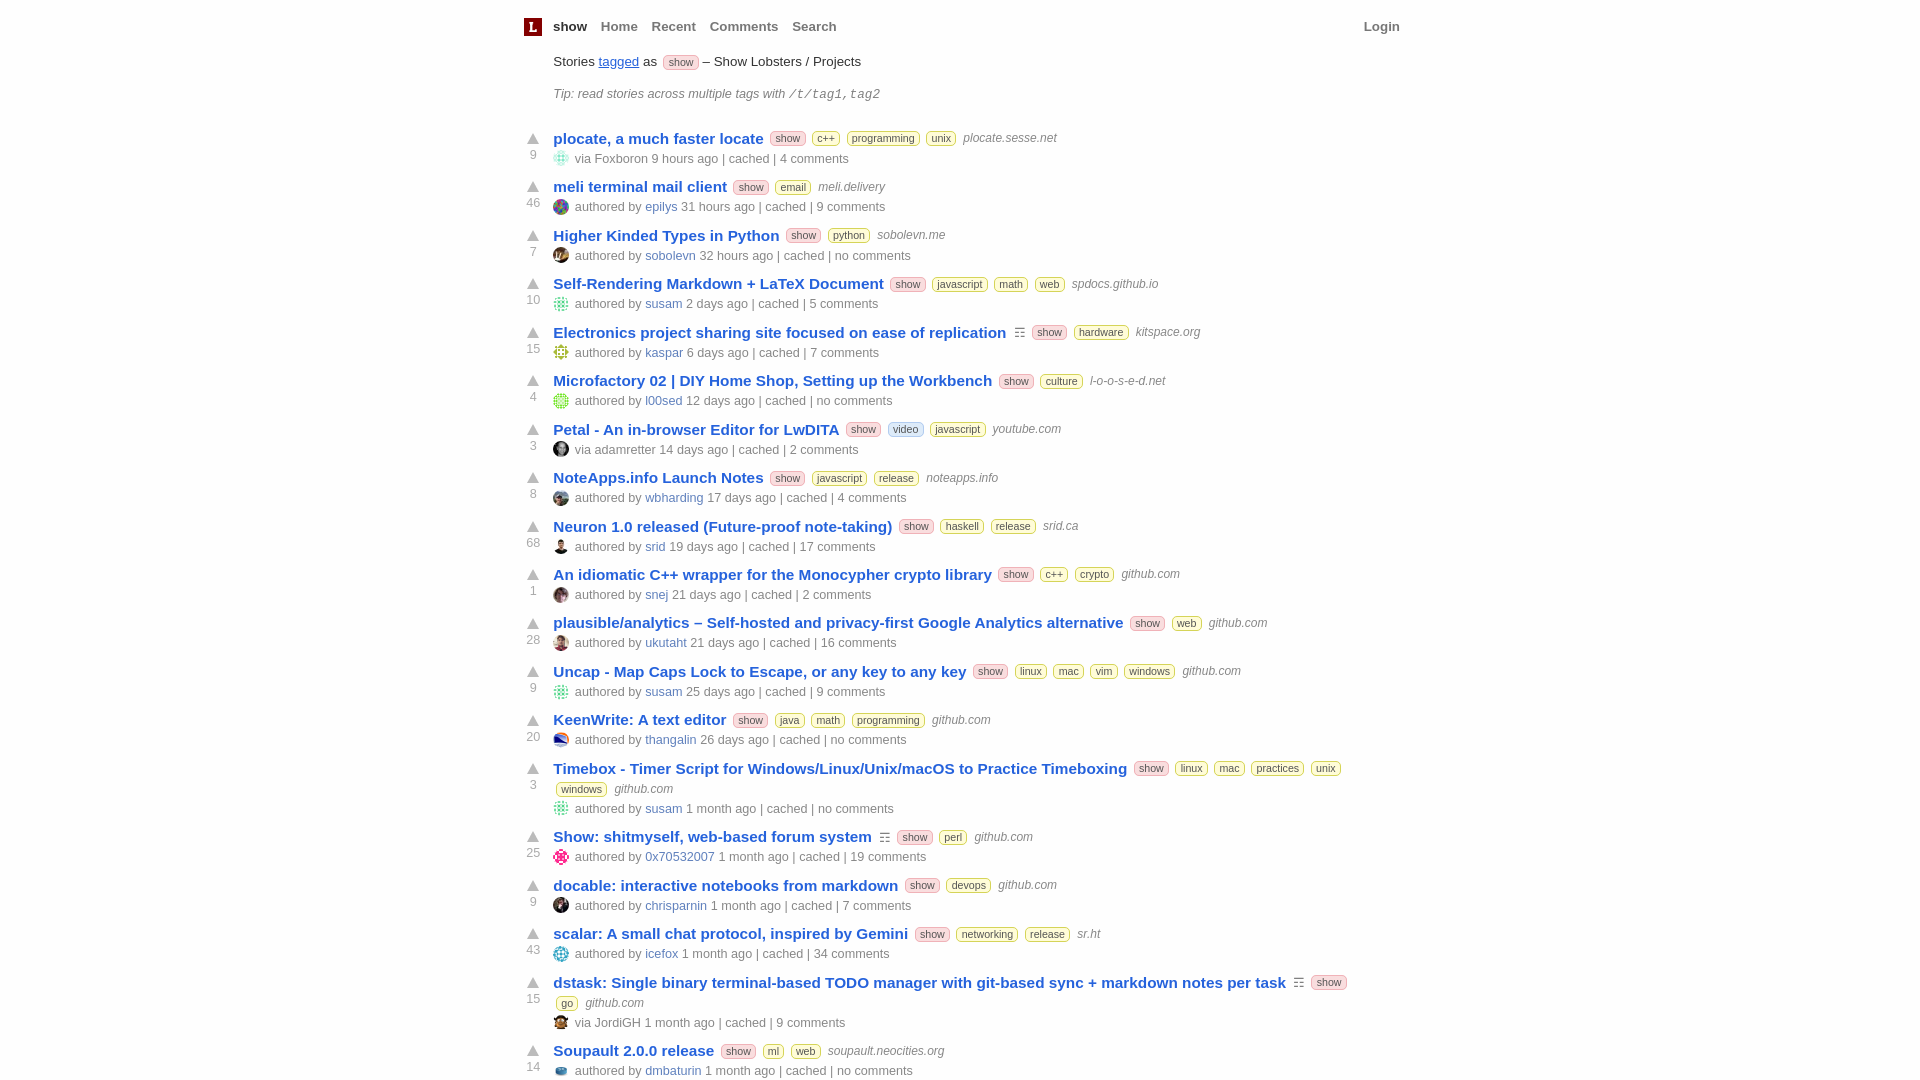 L show Home Recent Comments Search Login
Stories tagged as show – Show Lobsters / Projects
Tip: read stories across multiple tags with /t/tag1,tag2
plocate, a much faster locate show c++ programming unix plocate.sesse.net
9 via Foxboron 9 hours ago | cached | 4 comments
meli terminal mail client show email meli.delivery
46 authored by epilys 31 hours ago | cached | 9 comments
Higher Kinded Types in Python show python sobolevn.me
7 authored by sobolevn 32 hours ago | cached | no comments
Self-Rendering Markdown + LaTeX Document show javascript math web spdocs.github.io
10 authored by susam 2 days ago | cached | 5 comments
Electronics project sharing site focused on ease of replication ☶ show hardware kitspace.org
15 authored by kaspar 6 days ago | cached | 7 comments
Microfactory 02 | DIY Home Shop, Setting up the Workbench show culture l-o-o-s-e-d.net
4 authored by l00sed 12 days ago | cached | no comments
Petal - An in-browser Editor for LwDITA show video javascript youtube.com
3 via adamretter 14 days ago | cached | 2 comments
NoteApps.info Launch Notes show javascript release noteapps.info
8 authored by wbharding 17 days ago | cached | 4 comments
Neuron 1.0 released (Future-proof note-taking) show haskell release srid.ca
68 authored by srid 19 days ago | cached | 17 comments
An idiomatic C++ wrapper for the Monocypher crypto library show c++ crypto github.com
1 authored by snej 21 days ago | cached | 2 comments
plausible/analytics – Self-hosted and privacy-first Google Analytics alternative show web github.com
28 authored by ukutaht 21 days ago | cached | 16 comments
Uncap - Map Caps Lock to Escape, or any key to any key show linux mac vim windows github.com
9 authored by susam 25 days ago | cached | 9 comments
KeenWrite: A text editor show java math programming github.com
20 authored by thangalin 26 days ago | cached | no comments
Timebox - Timer Script for Windows/Linux/Unix/macOS to Practice Timeboxing show linux mac practices unix
3 windows github.com
authored by susam 1 month ago | cached | no comments
Show: shitmyself, web-based forum system ☶ show perl github.com
25 authored by 0x70532007 1 month ago | cached | 19 comments
docable: interactive notebooks from markdown show devops github.com
9 authored by chrisparnin 1 month ago | cached | 7 comments
scalar: A small chat protocol, inspired by Gemini show networking release sr.ht
43 authored by icefox 1 month ago | cached | 34 comments
dstask: Single binary terminal-based TODO manager with git-based sync + markdown notes per task ☶ show
15 go github.com
via JordiGH 1 month ago | cached | 9 comments
Soupault 2.0.0 release show ml web soupault.neocities.org
14 authored by dmbaturin 1 month ago | cached | no comments